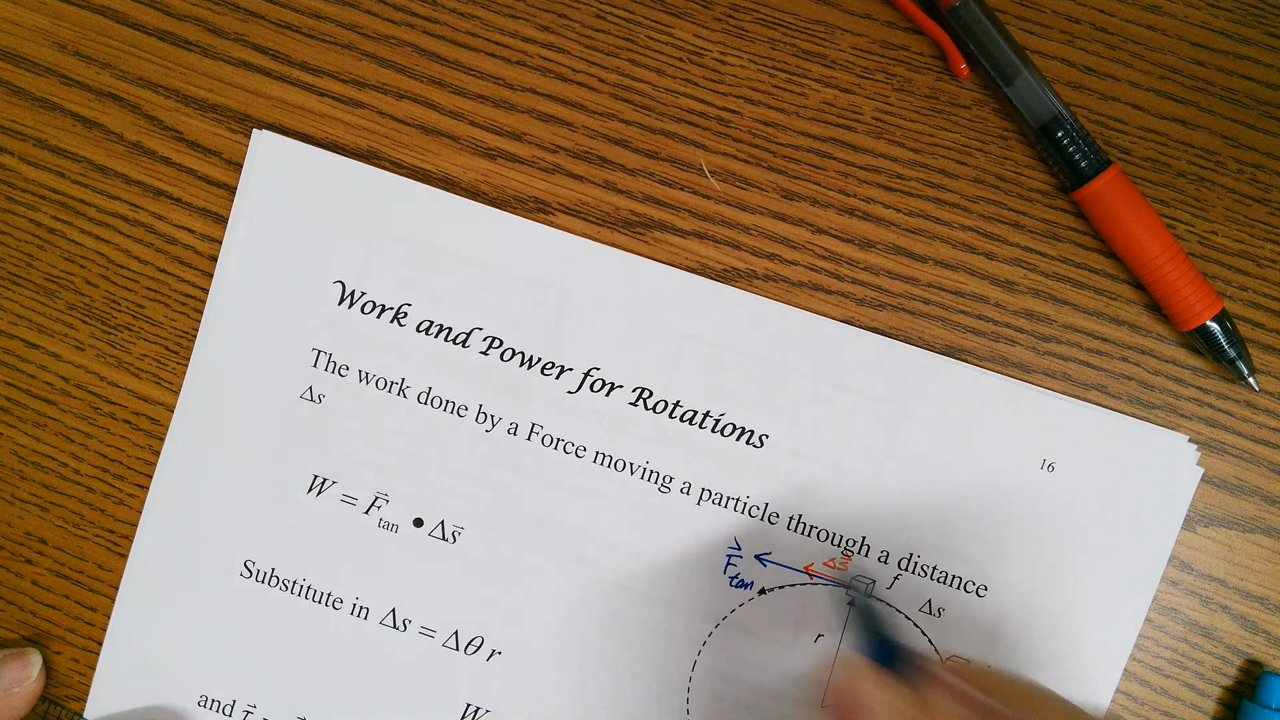 Work and Power for Rotations
16
The work done by a Force moving a particle through a distance
Δs
W = F⃗tan • Δs⃗
F⃗tan
Δs⃗
f
Δs
r
Substitute in Δs = Δθ r
and τ⃗
W